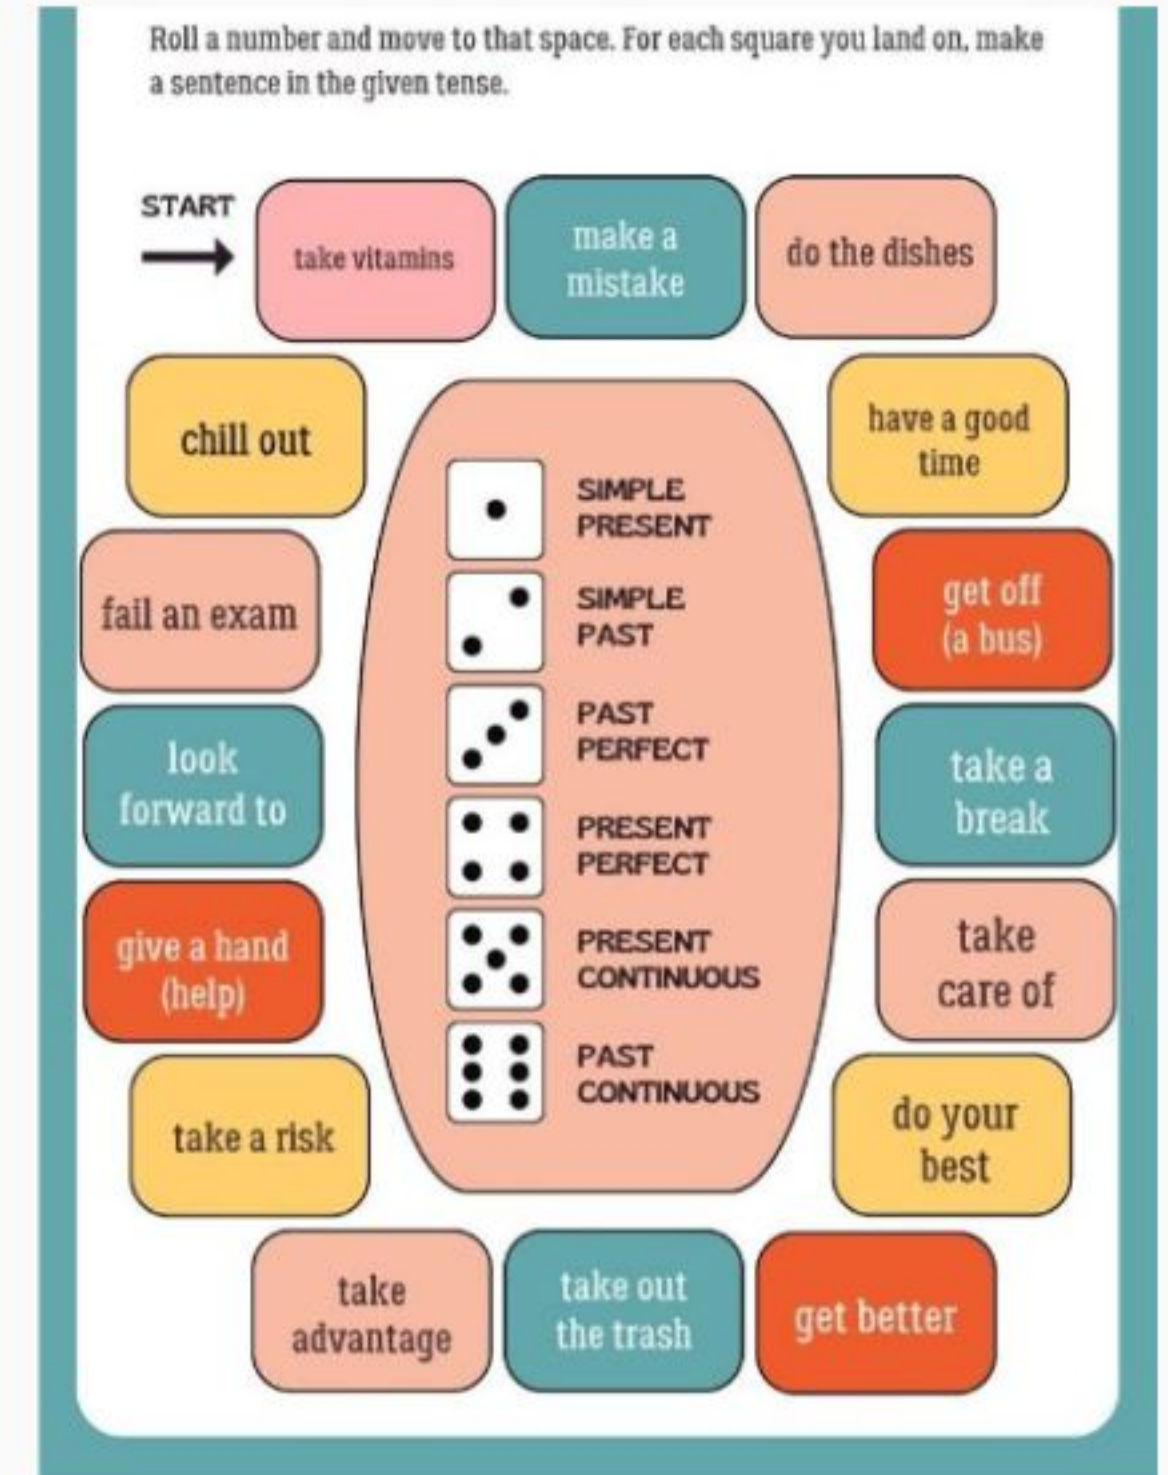 Roll a number and move to that space. For each square you land on, make
a sentence in the given tense.
START
take vitamins
make a
mistake
do the dishes
have a good
time
get off
(a bus)
take a
break
take
care of
do your
best
get better
take out
the trash
take
advantage
take a risk
give a hand
(help)
look
forward to
fail an exam
chill out
SIMPLE
PRESENT
SIMPLE
PAST
PAST
PERFECT
PRESENT
PERFECT
PRESENT
CONTINUOUS
PAST
CONTINUOUS